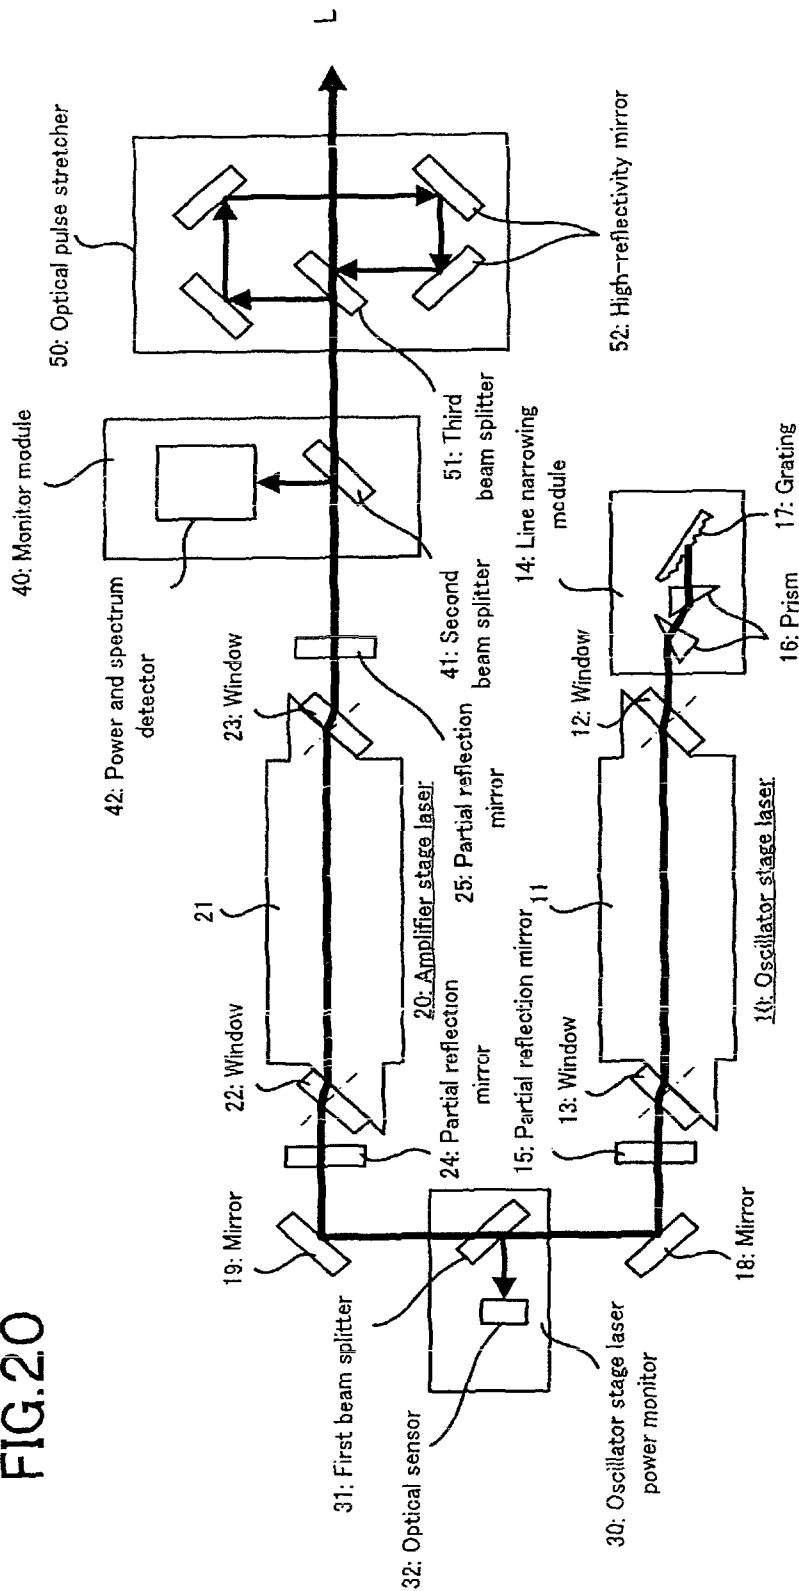 FIG.20
L
50: Optical pulse stretcher
52: High-reflectivity mirror
51: Third
beam splitter
40: Monitor module
42: Power and spectrum
detector
41: Second
beam splitter
23: Window
25: Partial reflection
mirror
21
20: Amplifier stage laser
22: Window
24: Partial reflection
mirror
19: Mirror
14: Line narrowing
module
17: Grating
16: Prism
12: Window
11
10: Oscillator stage laser
13: Window
15: Partial reflection mirror
18: Mirror
31: First beam splitter
32: Optical sensor
30: Oscillator stage laser
power monitor